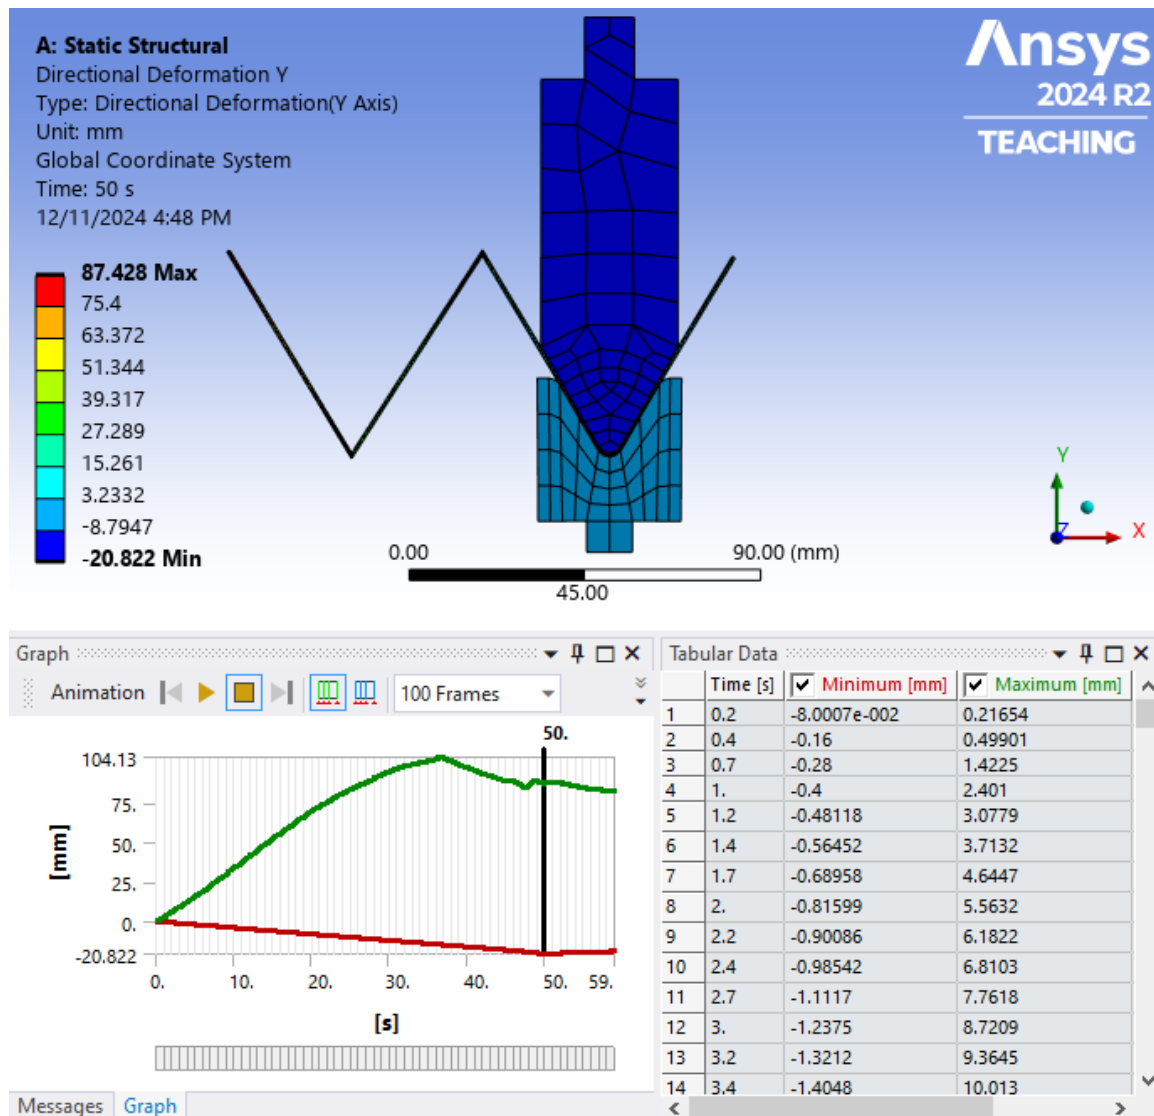 A: Static Structural
Directional Deformation Y
Type: Directional Deformation(Y Axis)
Unit: mm
Global Coordinate System
Time: 50 s
12/11/2024 4:48 PM
Ansys
2024 R2
TEACHING
87.428 Max
75.4
63.372
51.344
39.317
27.289
15.261
3.2332
-8.7947
-20.822 Min
0.00 90.00 (mm)
45.00
Y
Z X
Graph
Animation 100 Frames
50.
104.13
75.
50.
25.
0.
-20.822
[mm]
0. 10. 20. 30. 40. 50. 59.
[s]
Messages Graph
Tabular Data
Time [s] Minimum [mm] Maximum [mm]
1 0.2 -8.0007e-002 0.21654
2 0.4 -0.16 0.49901
3 0.7 -0.28 1.4225
4 1. -0.4 2.401
5 1.2 -0.48118 3.0779
6 1.4 -0.56452 3.7132
7 1.7 -0.68958 4.6447
8 2. -0.81599 5.5632
9 2.2 -0.90086 6.1822
10 2.4 -0.98542 6.8103
11 2.7 -1.1117 7.7618
12 3. -1.2375 8.7209
13 3.2 -1.3212 9.3645
14 3.4 -1.4048 10.013